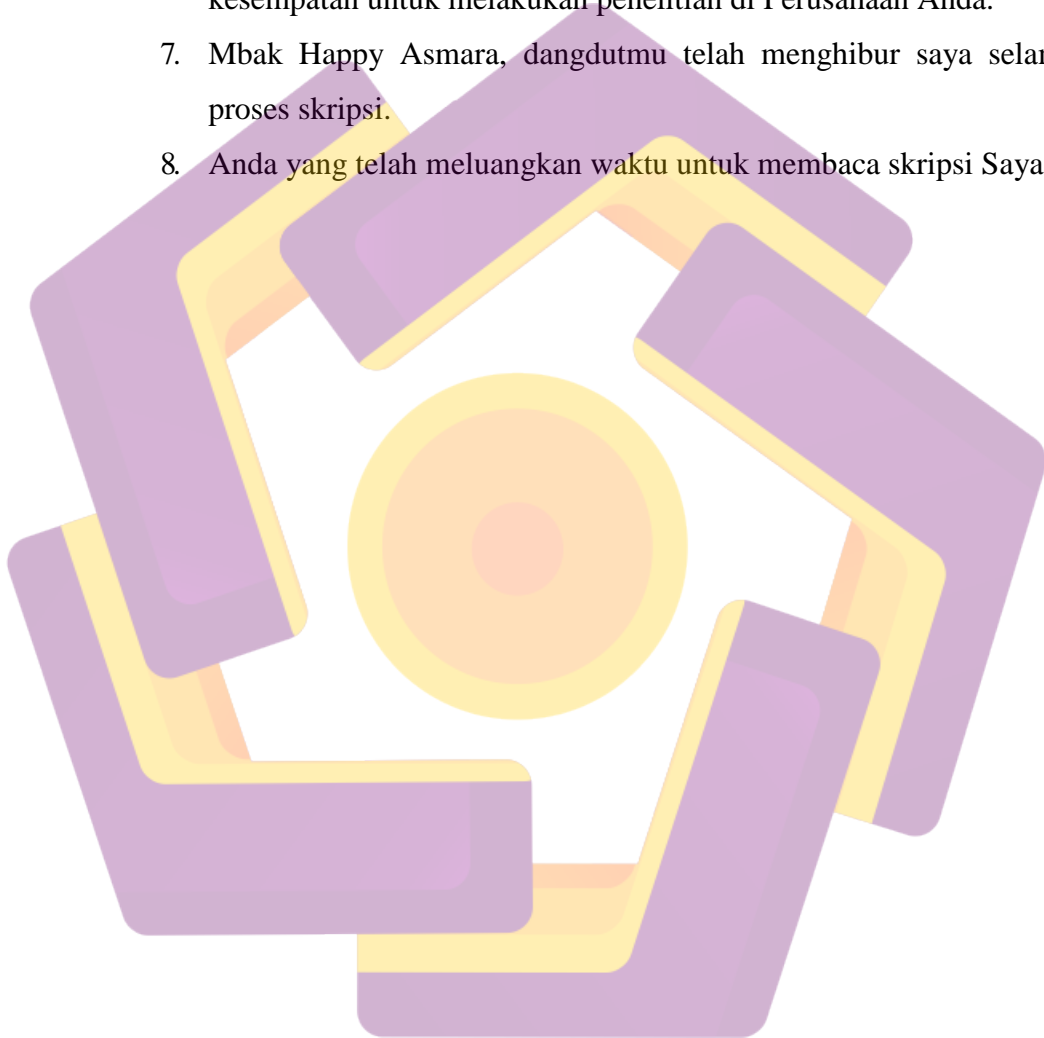 kesempatan untuk melakukan penelitian di Perusahaan Anda.
7. Mbak Happy Asmara, dangdutmu telah menghibur saya
proses skripsi.
8. Anda yang telah meluangkan waktu untuk membaca skripsi Saya